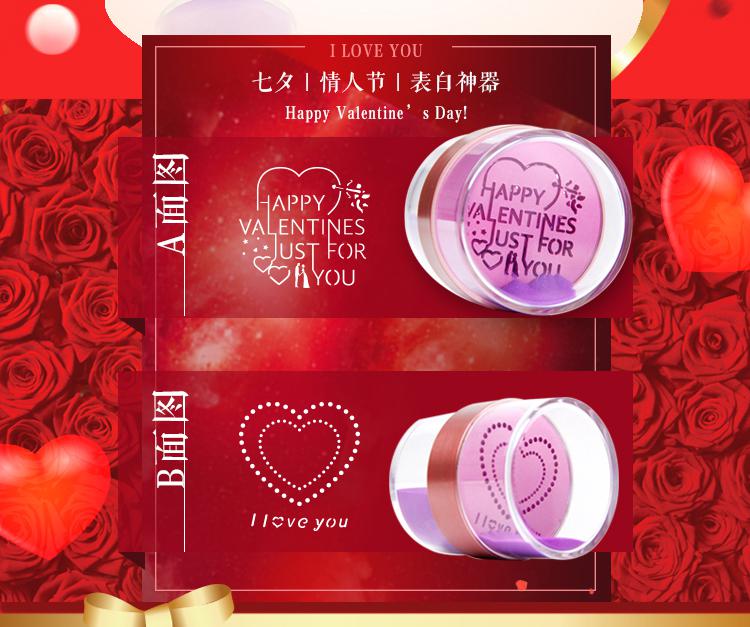 I LOVE YOU
七夕 | 情人节 | 表白神器
Happy Valentine’s Day!
A面图
HAPPY
VALENTINES
JUST FOR
YOU
HAPPY
VALENTINES
JUST FOR
YOU
B面图
I love you
I love